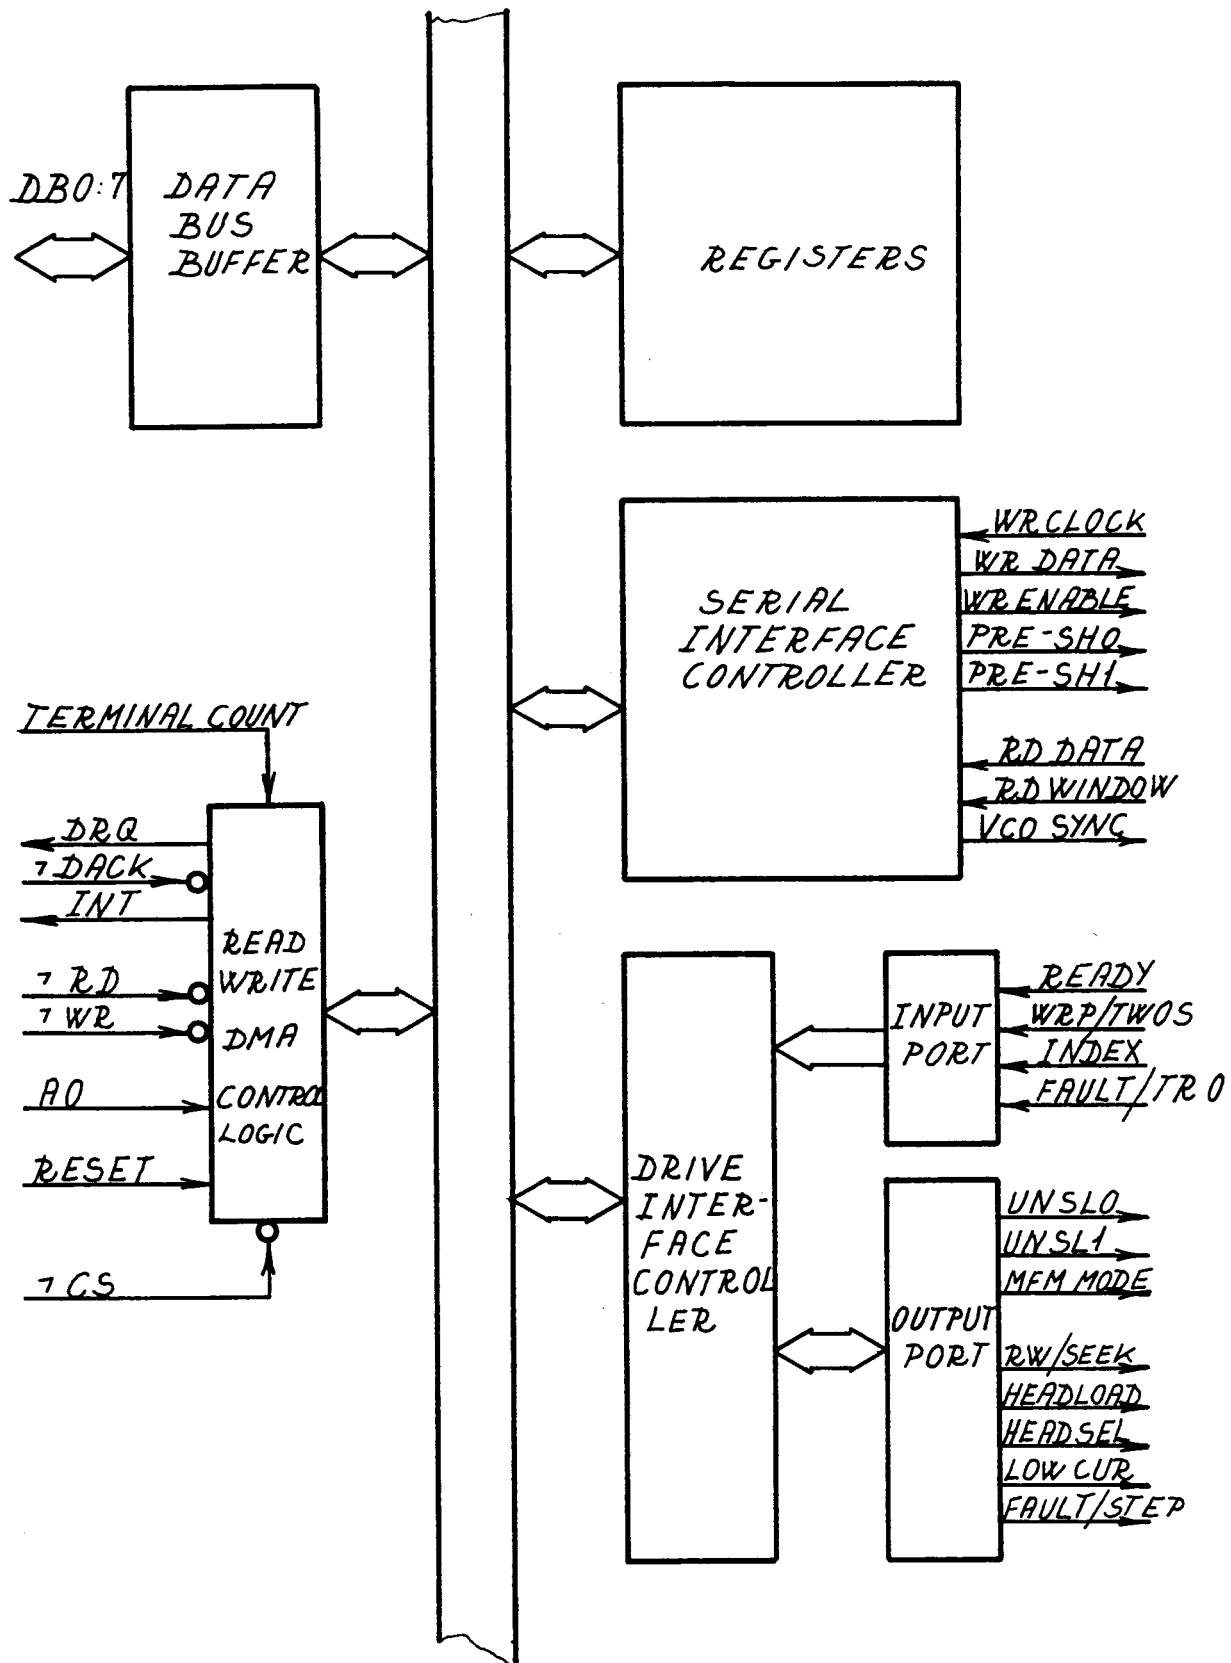 DB0:7
DATA
BUS
BUFFER
REGISTERS
SERIAL
INTERFACE
CONTROLLER
WR CLOCK
WR DATA
WR ENABLE
PRE-SH0
PRE-SH1
RD DATA
RD WINDOW
VCO SYNC
TERMINAL COUNT
DRQ
¬DACK
INT
¬RD
¬WR
A0
RESET
¬CS
READ
WRITE
DMA
CONTROL
LOGIC
DRIVE
INTER-
FACE
CONTROL
LER
INPUT
PORT
READY
WRP/TWOS
INDEX
FAULT/TR0
OUTPUT
PORT
UNSL0
UNSL1
MFM MODE
RW/SEEK
HEADLOAD
HEADSEL
LOW CUR
FAULT/STEP